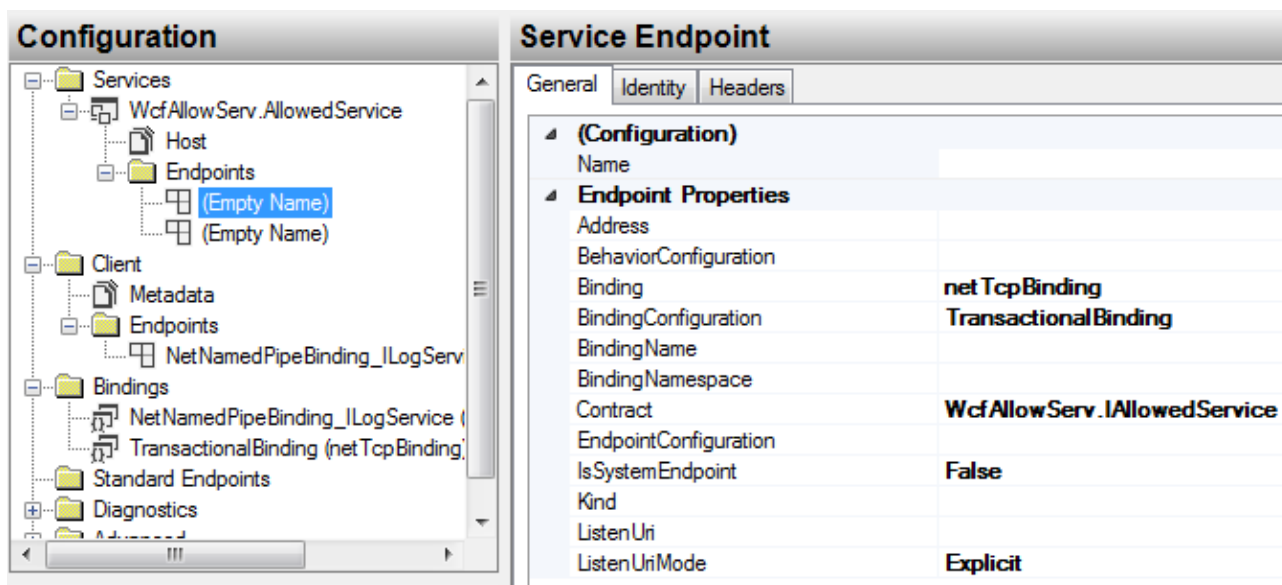 Configuration
Services
WcfAllowServ.AllowedService
Host
Endpoints
(Empty Name)
(Empty Name)
Client
Metadata
Endpoints
NetNamedPipeBinding_ILogServi
Bindings
NetNamedPipeBinding_ILogService (
TransactionalBinding (netTcpBinding)
Standard Endpoints
Diagnostics
Advanced
Service Endpoint
General Identity Headers
(Configuration)
Name
Endpoint Properties
Address
BehaviorConfiguration
Binding netTcpBinding
BindingConfiguration TransactionalBinding
BindingName
BindingNamespace
Contract WcfAllowServ.IAllowedService
EndpointConfiguration
IsSystemEndpoint False
Kind
ListenUri
ListenUriMode Explicit